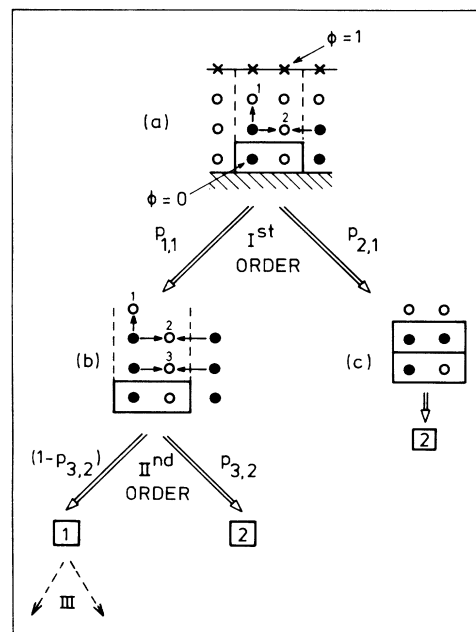 ϕ = 1
1
2
(a)
ϕ = 0
p1,1
Ist
ORDER
p2,1
1
2
3
(b)
(c)
2
(1-p3,2)
IInd
ORDER
p3,2
1
2
III